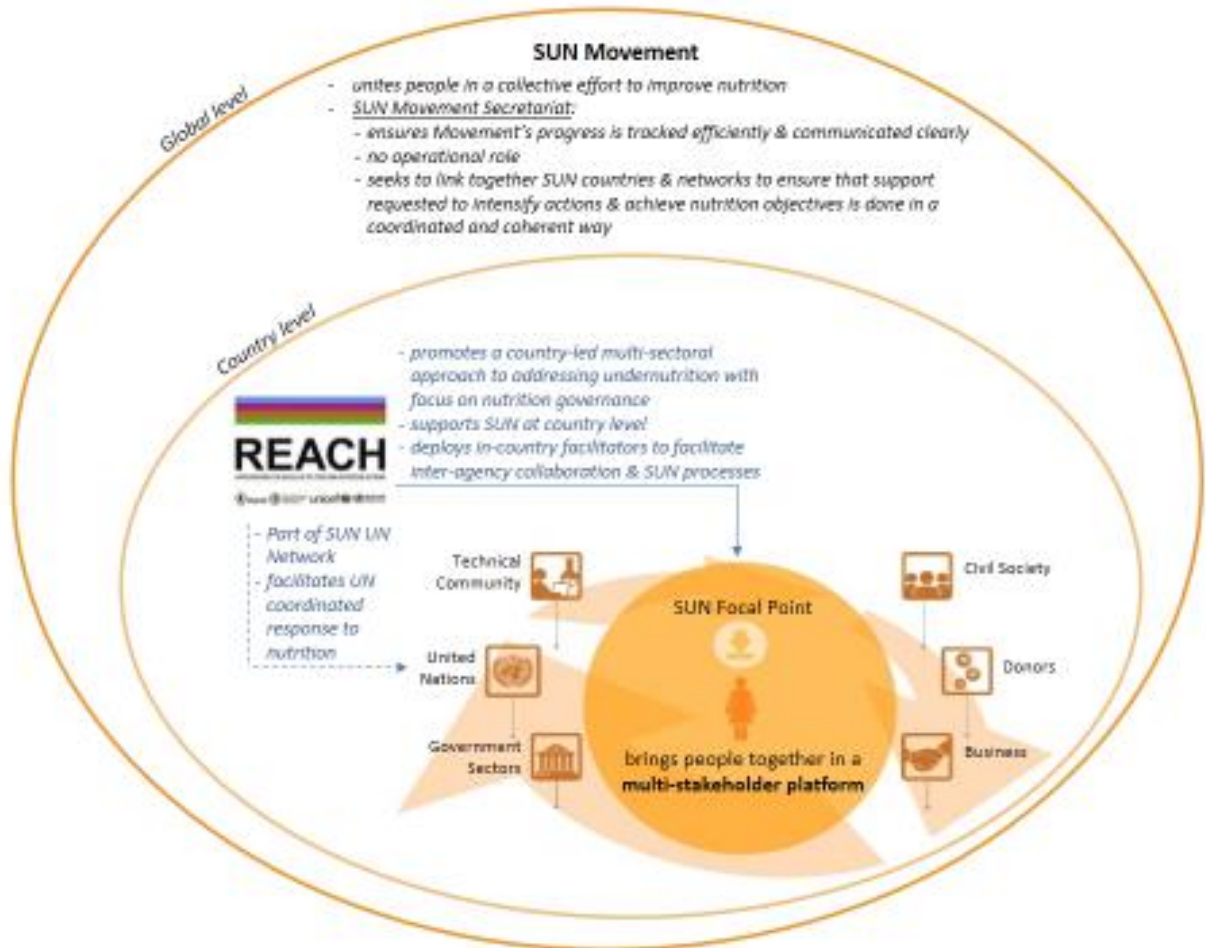 SUN Movement
- unites people in a collective effort to improve nutrition
- SUN Movement Secretariat:
- ensures Movement's progress is tracked efficiently & communicated clearly
- no operational role
- seeks to link together SUN countries & networks to ensure that support
requested to intensify actions & achieve nutrition objectives is done in a
coordinated and coherent way
Global level
Country level
- promotes a country-led multi-sectoral
approach to addressing undernutrition with
focus on nutrition governance
- supports SUN at country level
- deploys in-country facilitators to facilitate
inter-agency collaboration & SUN processes
REACH
unicef
- Part of SUN UN
Network
- facilitates UN
coordinated
response to
nutrition
Technical
Community
United
Nations
Government
Sectors
SUN Focal Point
brings people together in a
multi-stakeholder platform
Civil Society
Donors
Business